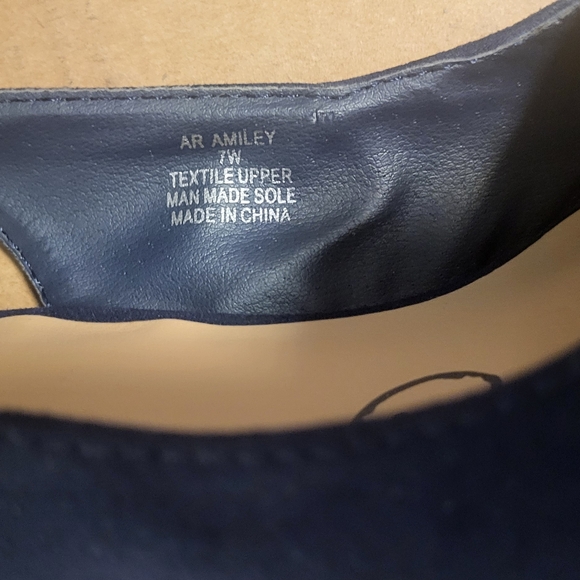 AR AMILEY
7W
TEXTILE UPPER
MAN MADE SOLE
MADE IN CHINA